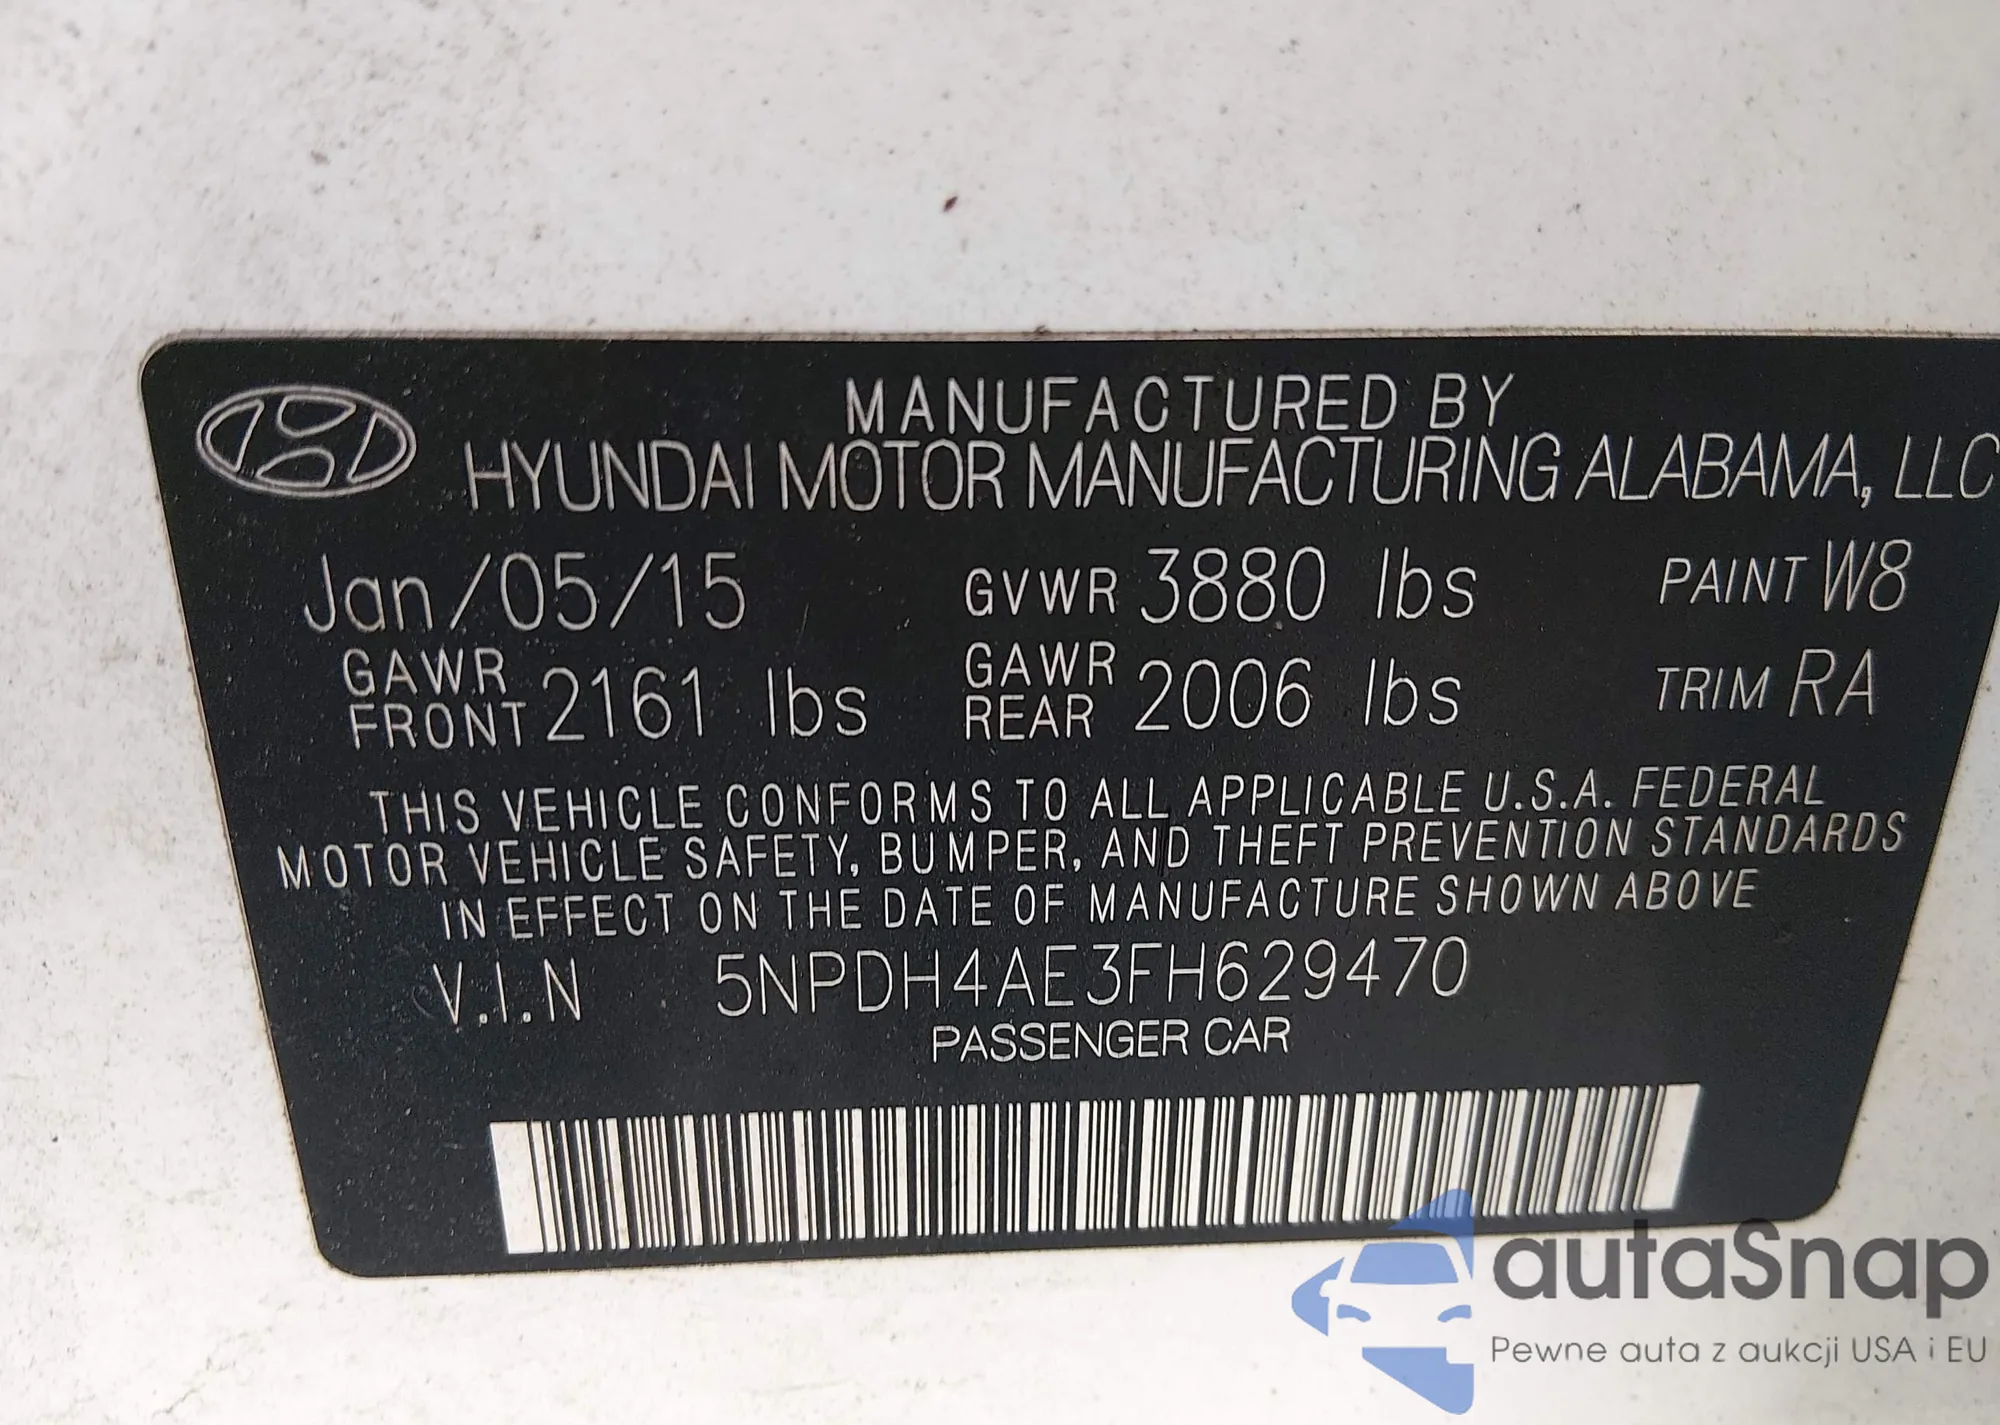 MANUFACTURED BY
HYUNDAI MOTOR MANUFACTURING ALABAMA, LLC
Jan/05/15 GVWR 3880 lbs PAINT W8
GAWR FRONT 2161 lbs GAWR REAR 2006 lbs TRIM RA
THIS VEHICLE CONFORMS TO ALL APPLICABLE U.S.A. FEDERAL
MOTOR VEHICLE SAFETY, BUMPER, AND THEFT PREVENTION STANDARDS
IN EFFECT ON THE DATE OF MANUFACTURE SHOWN ABOVE
V.I.N 5NPDH4AE3FH629470
PASSENGER CAR
autaSnap
Pewne auta z aukcji USA i EU